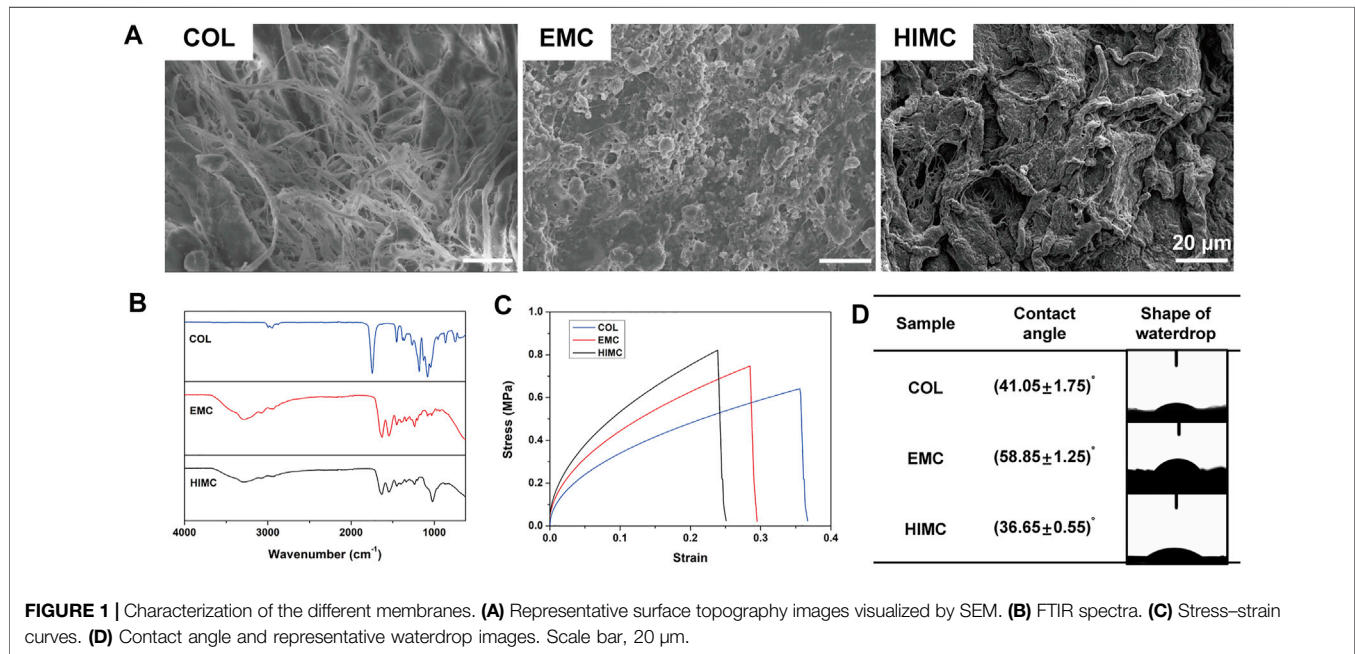 A
COL
EMC
HIMC
20 µm
B
COL
EMC
HIMC
4000 3000 2000 1000
Wavenumber (cm-1)
C
1.0
0.8
0.6
0.4
0.2
0.0
Stress (MPa)
COL
EMC
HIMC
0.0 0.1 0.2 0.3 0.4
Strain
D
Sample Contact angle Shape of waterdrop
COL (41.05±1.75)°
EMC (58.85±1.25)°
HIMC (36.65±0.55)°
FIGURE 1 | Characterization of the different membranes. (A) Representative surface topography images visualized by SEM. (B) FTIR spectra. (C) Stress–strain
curves. (D) Contact angle and representative waterdrop images. Scale bar, 20 µm.